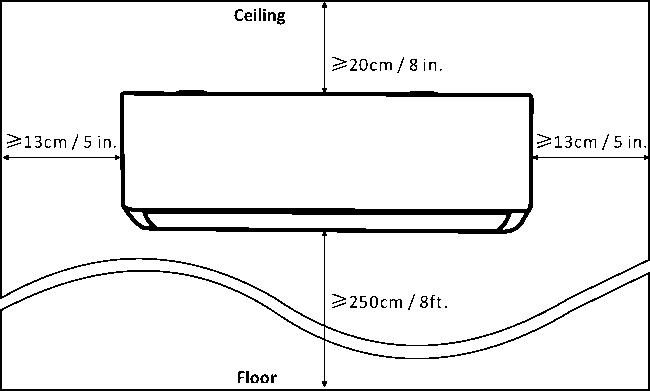 Ceiling
⩾20cm / 8 in.
⩾13cm / 5 in.
⩾13cm / 5 in.
⩾250cm / 8ft.
Floor